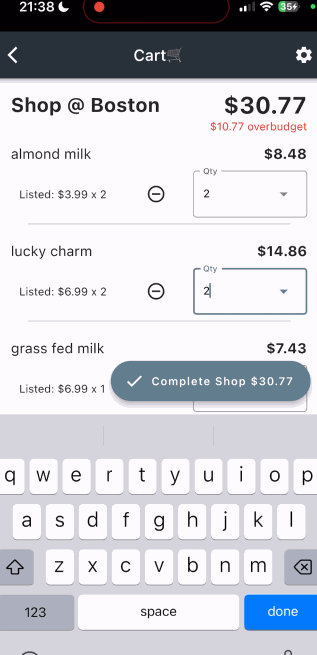 21:38
35
Cart🛒
Shop @ Boston
$30.77
$10.77 overbudget
almond milk
$8.48
Listed: $3.99 x 2
Qty
2
lucky charm
$14.86
Listed: $6.99 x 2
Qty
2
grass fed milk
$7.43
Listed: $6.99 x 1
Complete Shop $30.77
q w e r t y u i o p
a s d f g h j k l
z x c v b n m
123
space
done